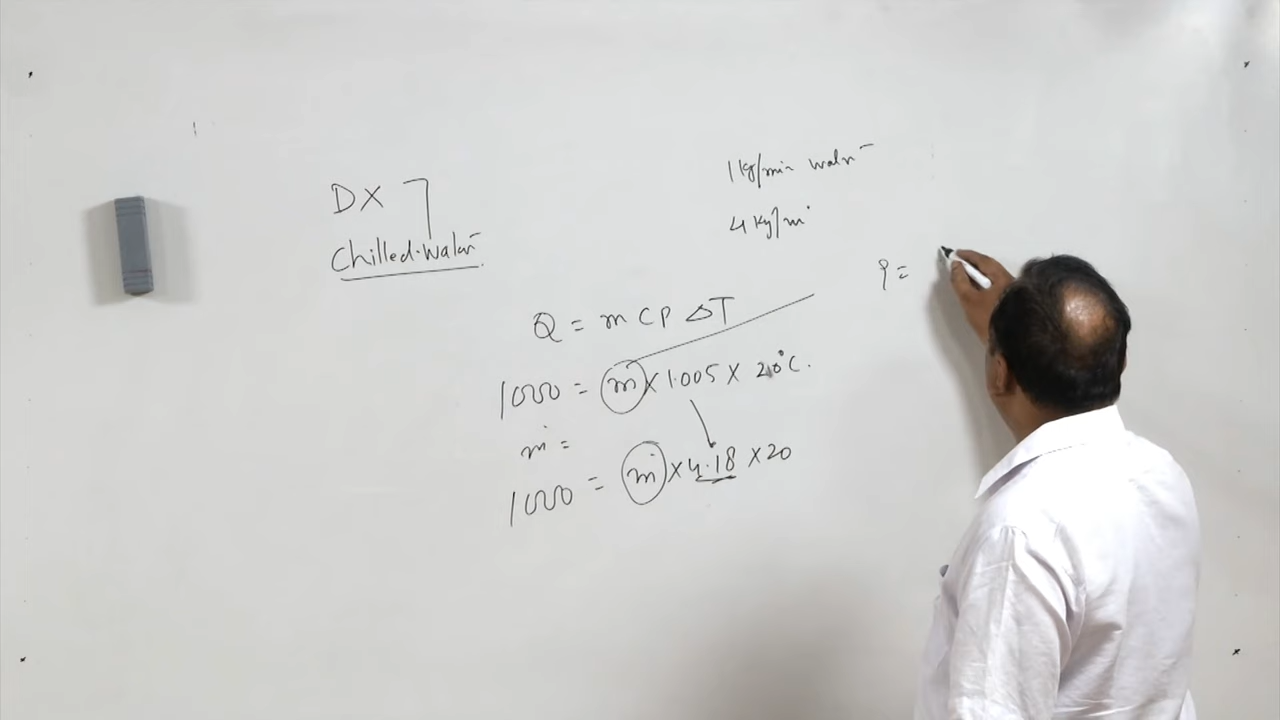 DX
Chilled.Water
1 kg/min water
4 kg/m
ρ =
Q = m CP ΔT
1000 = ṁ × 1.005 × 20°C.
ṁ =
1000 = ṁ × 4.18 × 20